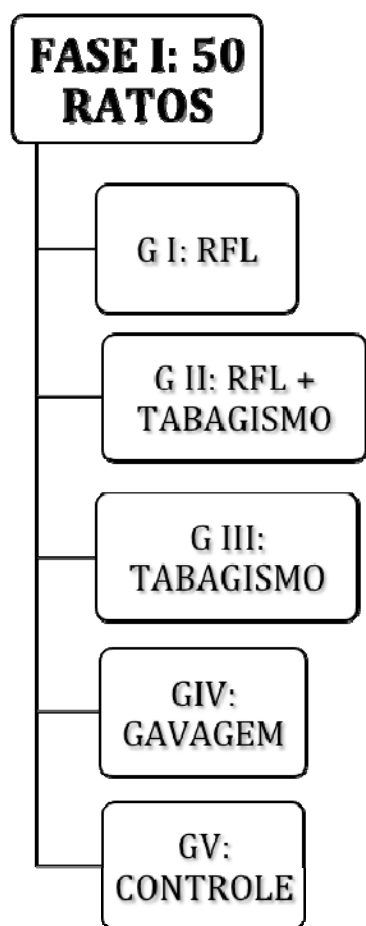 FASE I: 50
RATOS
G I: RFL
G II: RFL +
TABAGISMO
G III:
TABAGISMO
GIV:
GAVAGEM
GV:
CONTROLE